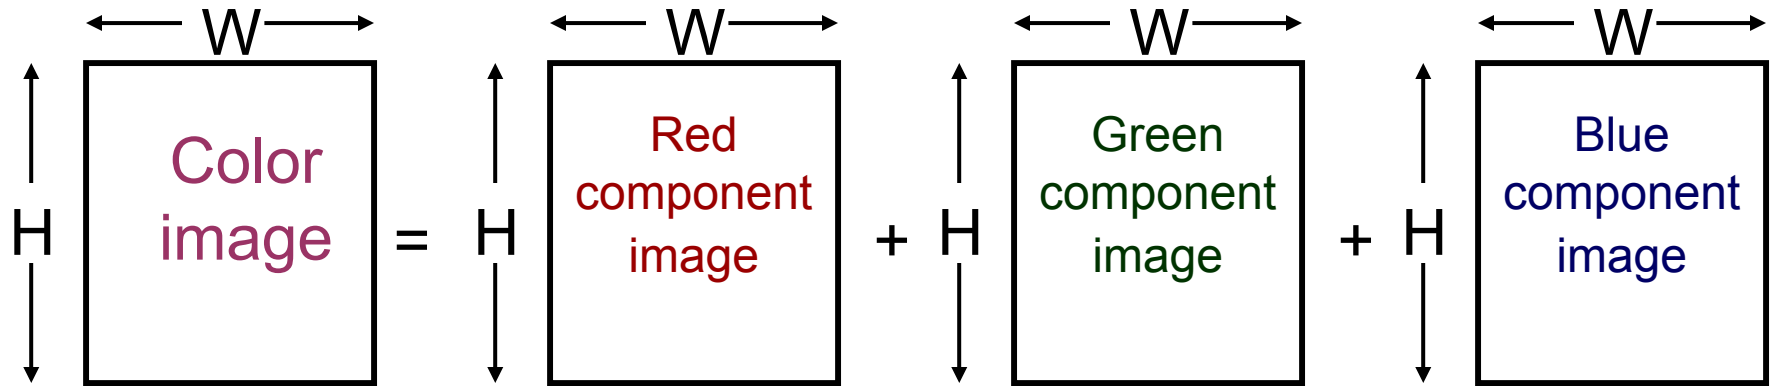 W W W W
Color
image
Red
component
image
Green
component
image
Blue
component
image
H = H + H + H